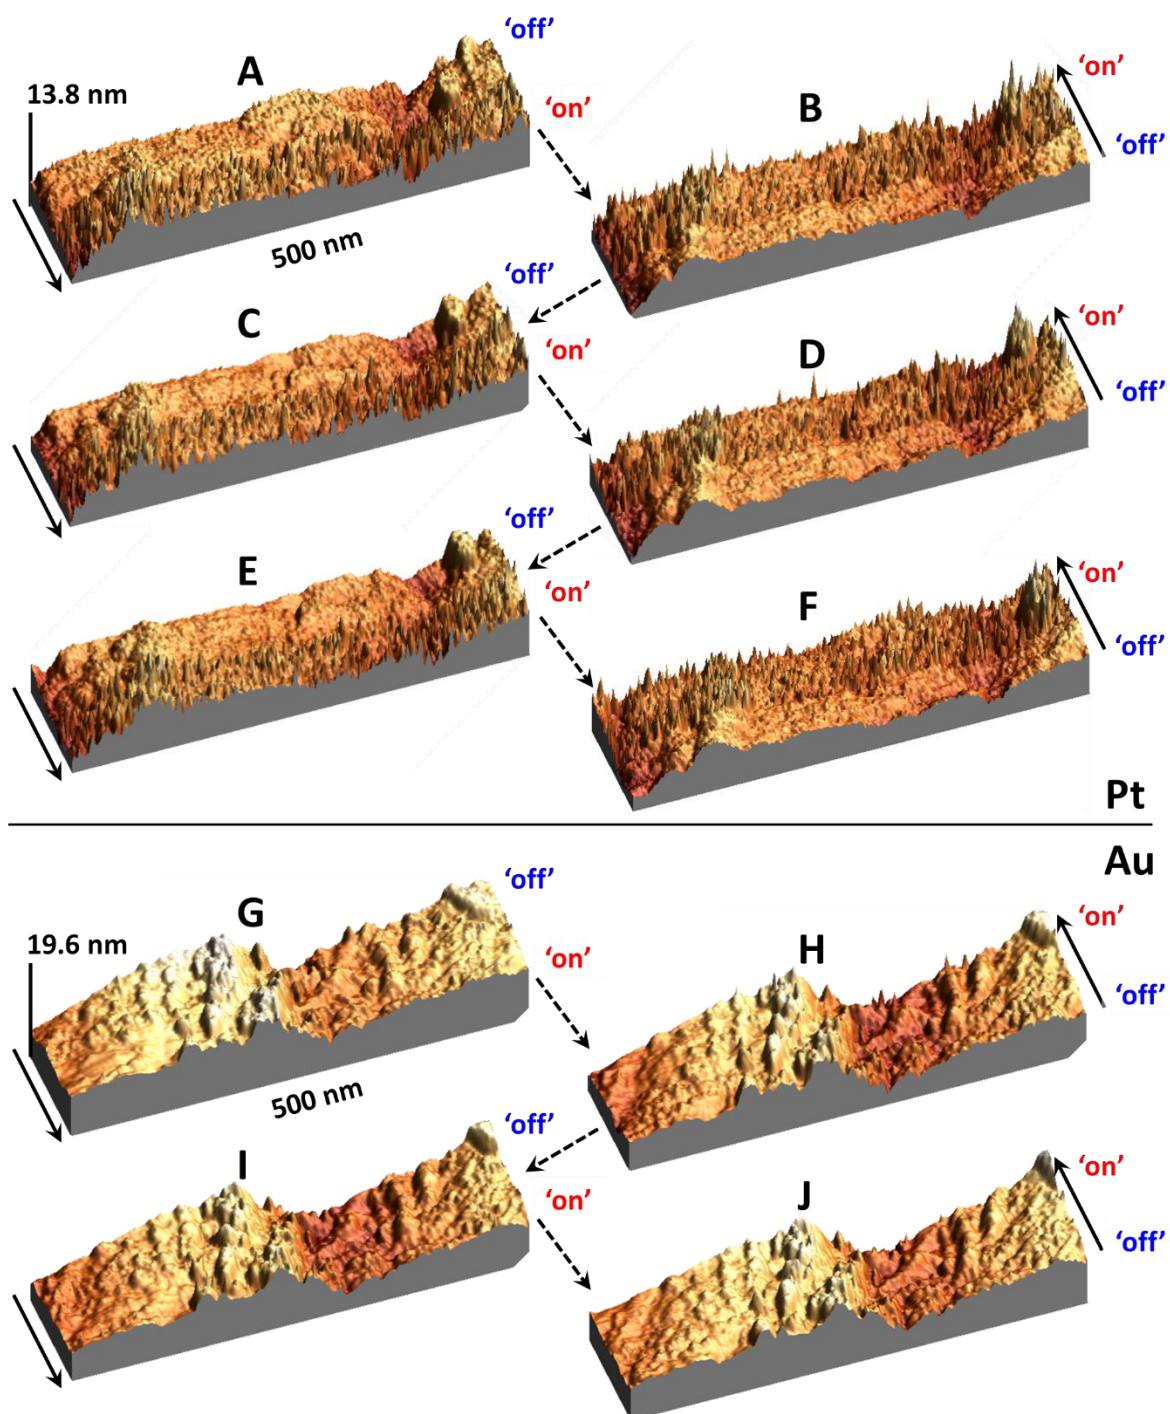 ‘off’
A
‘on’
13.8 nm
B
‘on’
‘off’
500 nm
‘off’
C
‘on’
‘on’
D
‘off’
‘off’
E
‘on’
‘on’
F
‘off’
Pt
Au
‘off’
G
‘on’
19.6 nm
H
‘on’
‘off’
500 nm
‘off’
I
‘on’
‘on’
J
‘off’